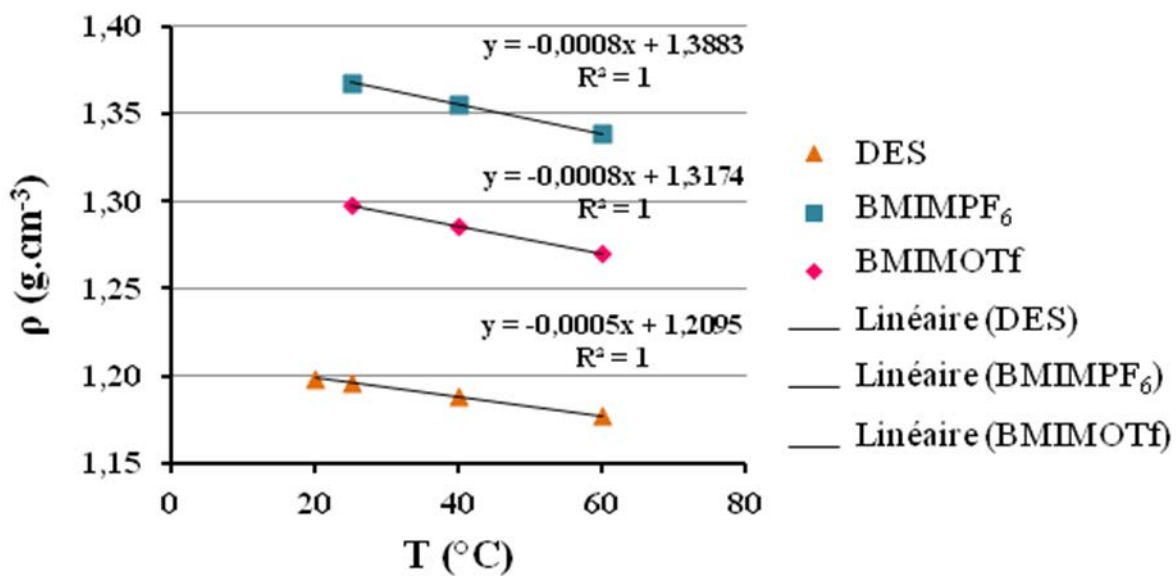 1,40
y = -0,0008x + 1,3883
R² = 1
1,35
y = -0,0008x + 1,3174
R² = 1
1,30
1,25
y = -0,0005x + 1,2095
R² = 1
1,20
1,15
0 20 40 60 80
T (°C)
ρ (g.cm⁻³)
DES
BMIMPF₆
BMIMOTf
Linéaire (DES)
Linéaire (BMIMPF₆)
Linéaire (BMIMOTf)